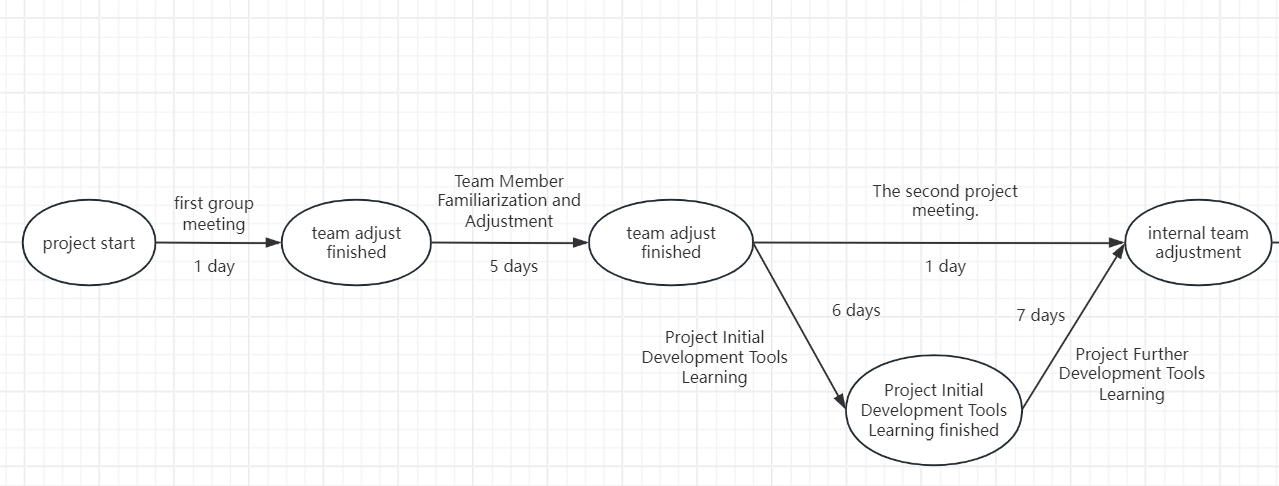 project start
first group
meeting
1 day
team adjust
finished
Team Member
Familiarization and
Adjustment
5 days
team adjust
finished
The second project
meeting.
1 day
internal team
adjustment
6 days
Project Initial
Development Tools
Learning
Project Initial
Development Tools
Learning finished
7 days
Project Further
Development Tools
Learning